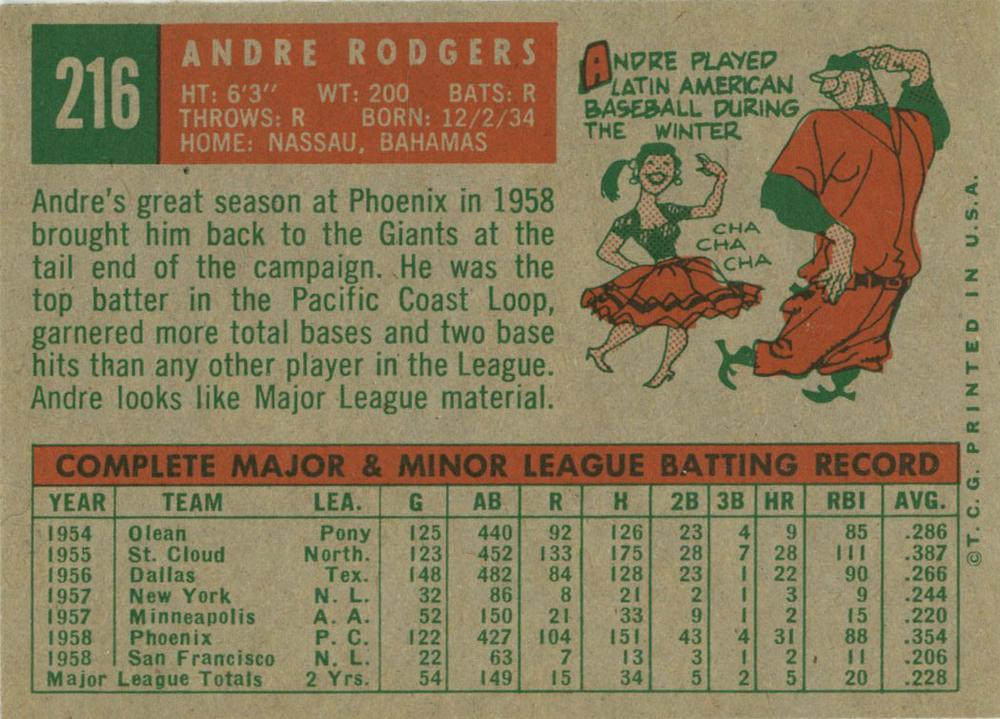 216
ANDRE RODGERS
HT: 6'3" WT: 200 BATS: R
THROWS: R BORN: 12/2/34
HOME: NASSAU, BAHAMAS
ANDRE PLAYED
LATIN AMERICAN
BASEBALL DURING
THE WINTER
CHA
CHA
CHA
Andre's great season at Phoenix in 1958
brought him back to the Giants at the
tail end of the campaign. He was the
top batter in the Pacific Coast Loop,
garnered more total bases and two base
hits than any other player in the League.
Andre looks like Major League material.
COMPLETE MAJOR & MINOR LEAGUE BATTING RECORD
YEAR TEAM LEA. G AB R H 2B 3B HR RBI AVG.
1954 Olean Pony 125 440 92 126 23 4 9 85 .286
1955 St. Cloud North. 123 452 133 175 28 7 28 111 .387
1956 Dallas Tex. 148 482 84 128 23 1 22 90 .266
1957 New York N. L. 32 86 8 21 2 1 3 9 .244
1957 Minneapolis A. A. 52 150 21 33 9 1 2 15 .220
1958 Phoenix P. C. 122 427 104 151 43 4 31 88 .354
1958 San Francisco N. L. 22 63 7 13 3 1 2 11 .206
Major League Totals 2 Yrs. 54 149 15 34 5 2 5 20 .228
© T. C. G. PRINTED IN U.S.A.